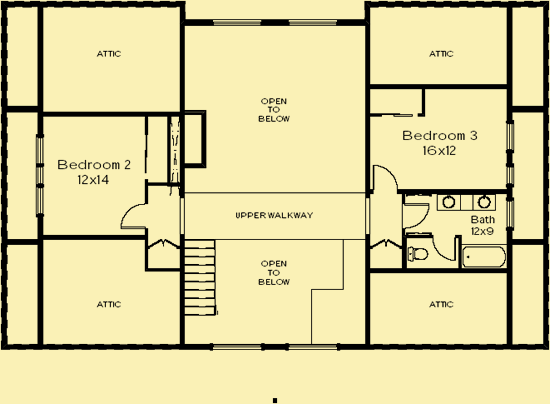 ATTIC
ATTIC
OPEN
TO
BELOW
Bedroom 3
16x12
Bedroom 2
12x14
UPPER WALKWAY
Bath
12x9
OPEN
TO
BELOW
ATTIC
ATTIC